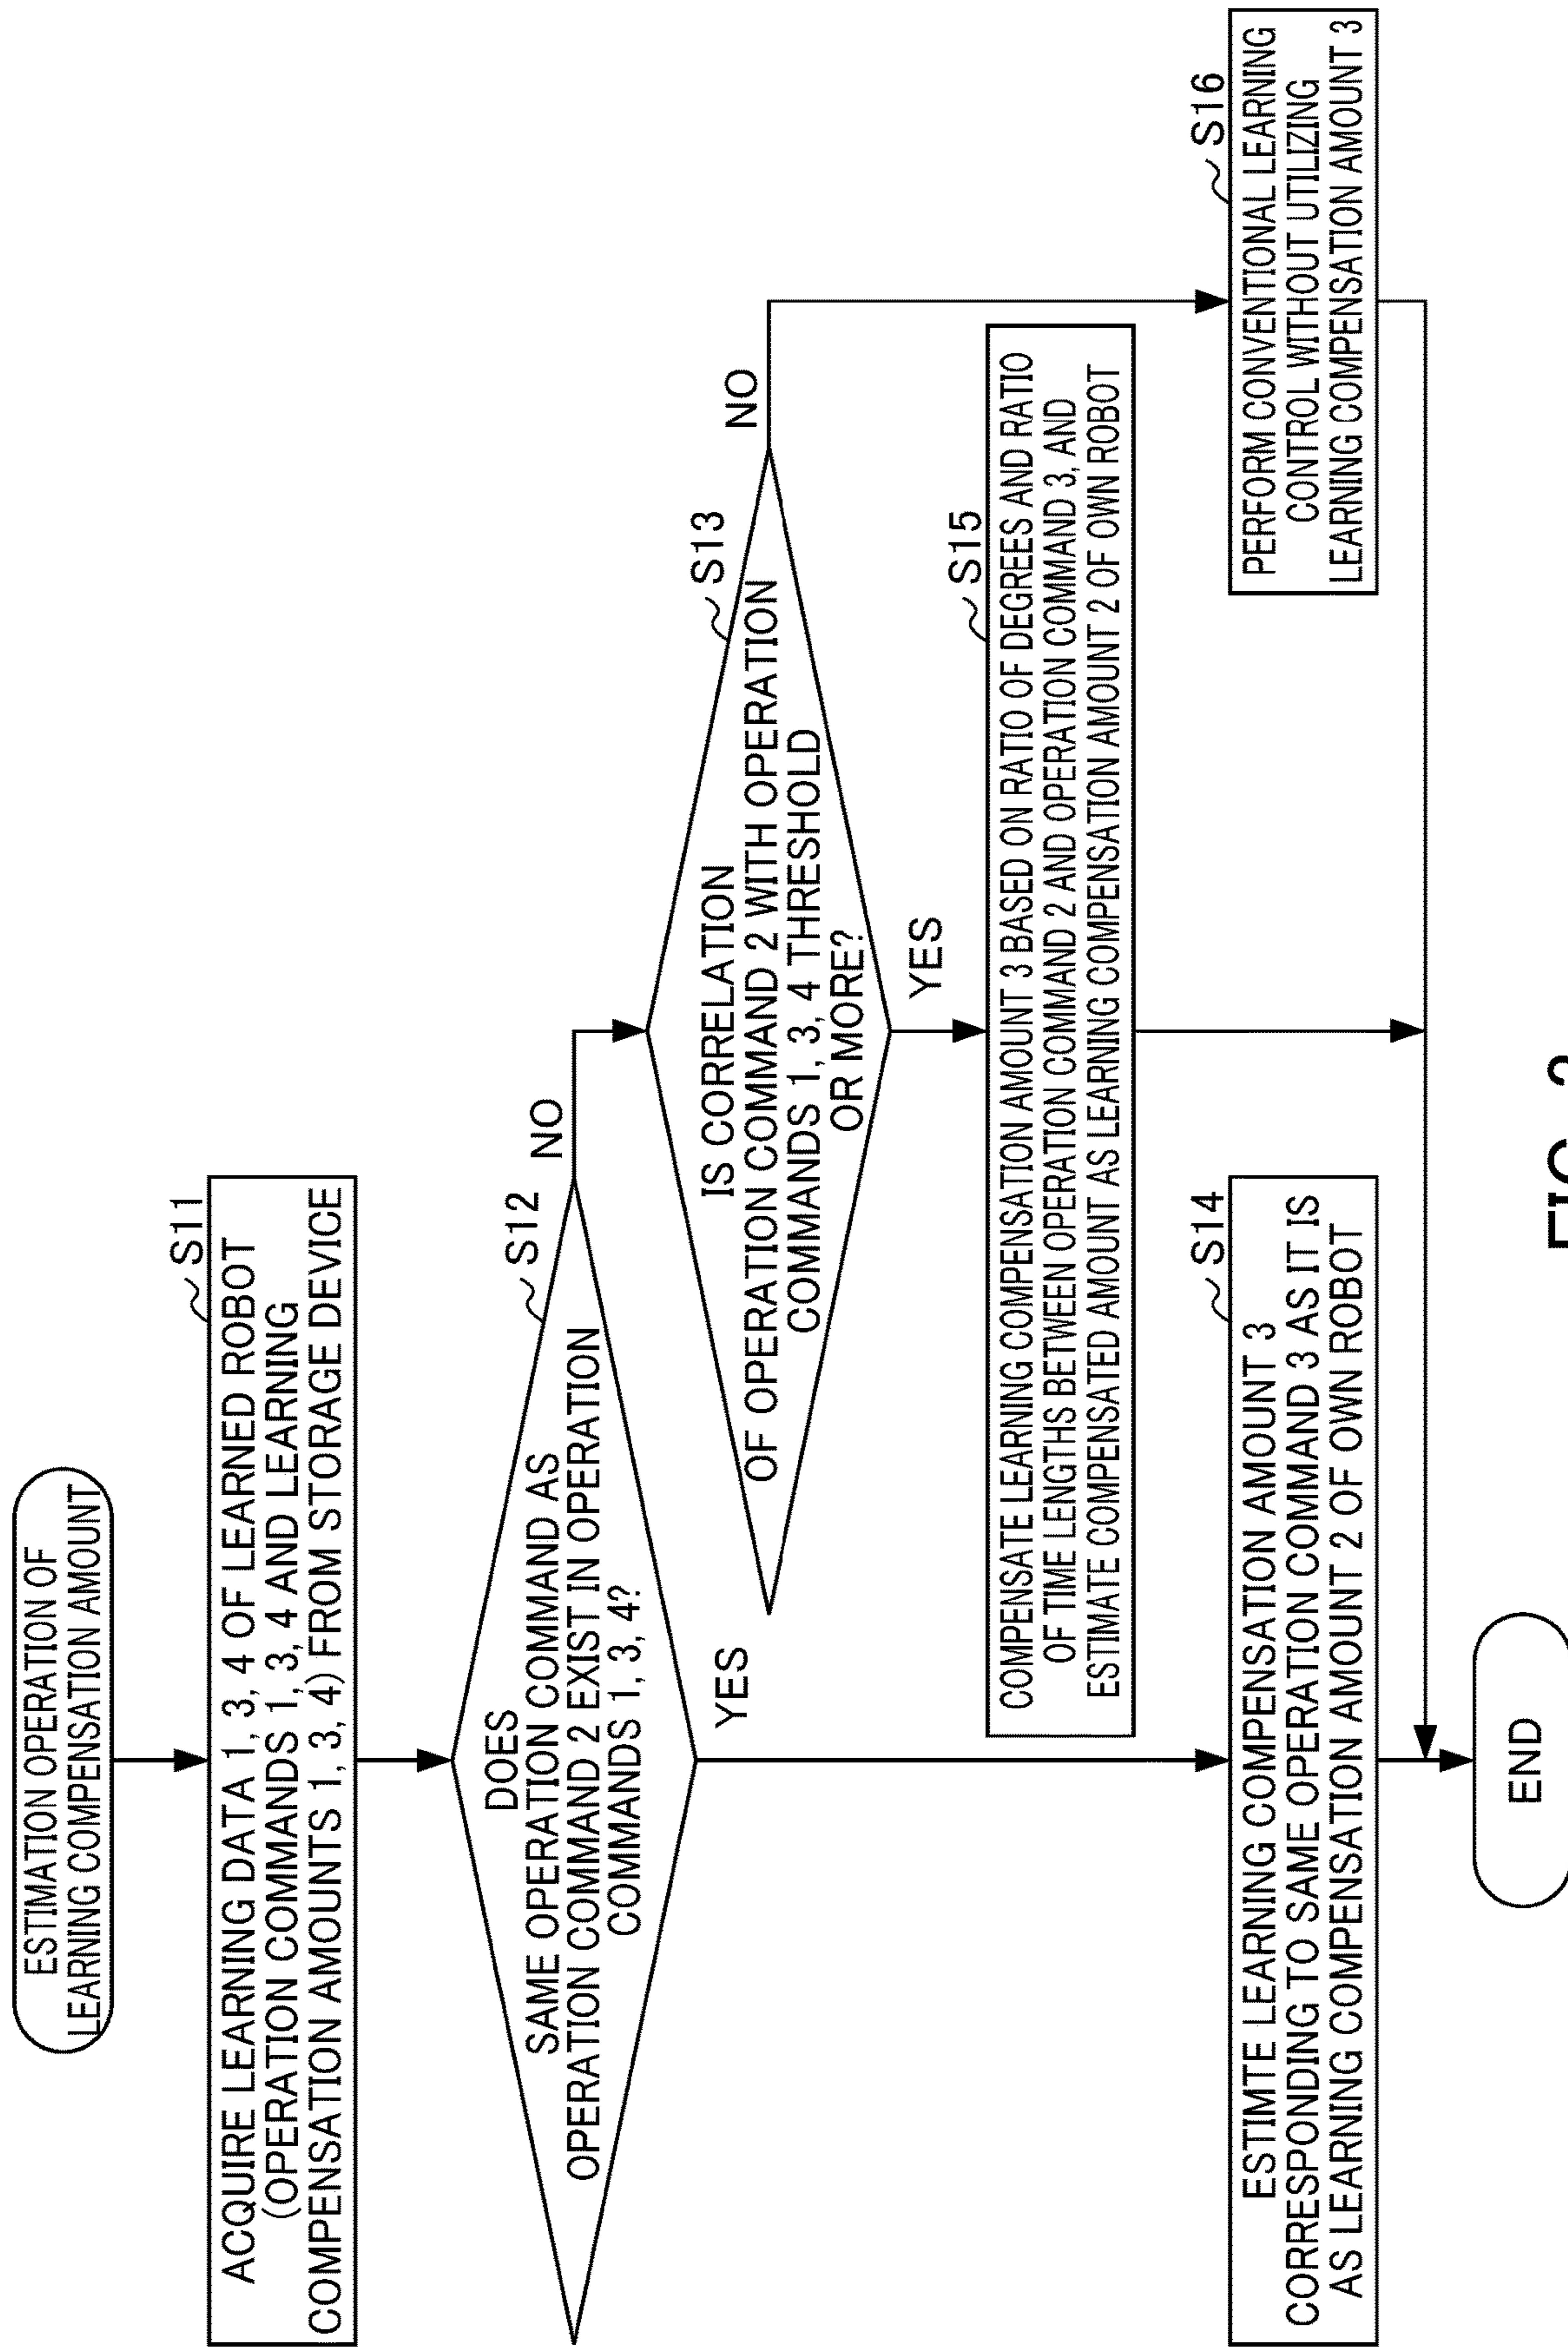 ESTIMATION OPERATION OF
LEARNING COMPENSATION AMOUNT
S11
ACQUIRE LEARNING DATA 1, 3, 4 OF LEARNED ROBOT
(OPERATION COMMANDS 1, 3, 4 AND LEARNING
COMPENSATION AMOUNTS 1, 3, 4) FROM STORAGE DEVICE
S12
DOES
SAME OPERATION COMMAND AS
OPERATION COMMAND 2 EXIST IN OPERATION
COMMANDS 1, 3, 4?
NO
YES
S13
IS CORRELATION
OF OPERATION COMMAND 2 WITH OPERATION
COMMANDS 1, 3, 4 THRESHOLD
OR MORE?
NO
YES
S15
COMPENSATE LEARNING COMPENSATION AMOUNT 3 BASED ON RATIO OF DEGREES AND RATIO
OF TIME LENGTHS BETWEEN OPERATION COMMAND 2 AND OPERATION COMMAND 3, AND
ESTIMATE COMPENSATED AMOUNT AS LEARNING COMPENSATION AMOUNT 2 OF OWN ROBOT
S14
ESTIMTE LEARNING COMPENSATION AMOUNT 3
CORRESPONDING TO SAME OPERATION COMMAND 3 AS IT IS
AS LEARNING COMPENSATION AMOUNT 2 OF OWN ROBOT
S16
PERFORM CONVENTIONAL LEARNING
CONTROL WITHOUT UTILIZING
LEARNING COMPENSATION AMOUNT 3
END